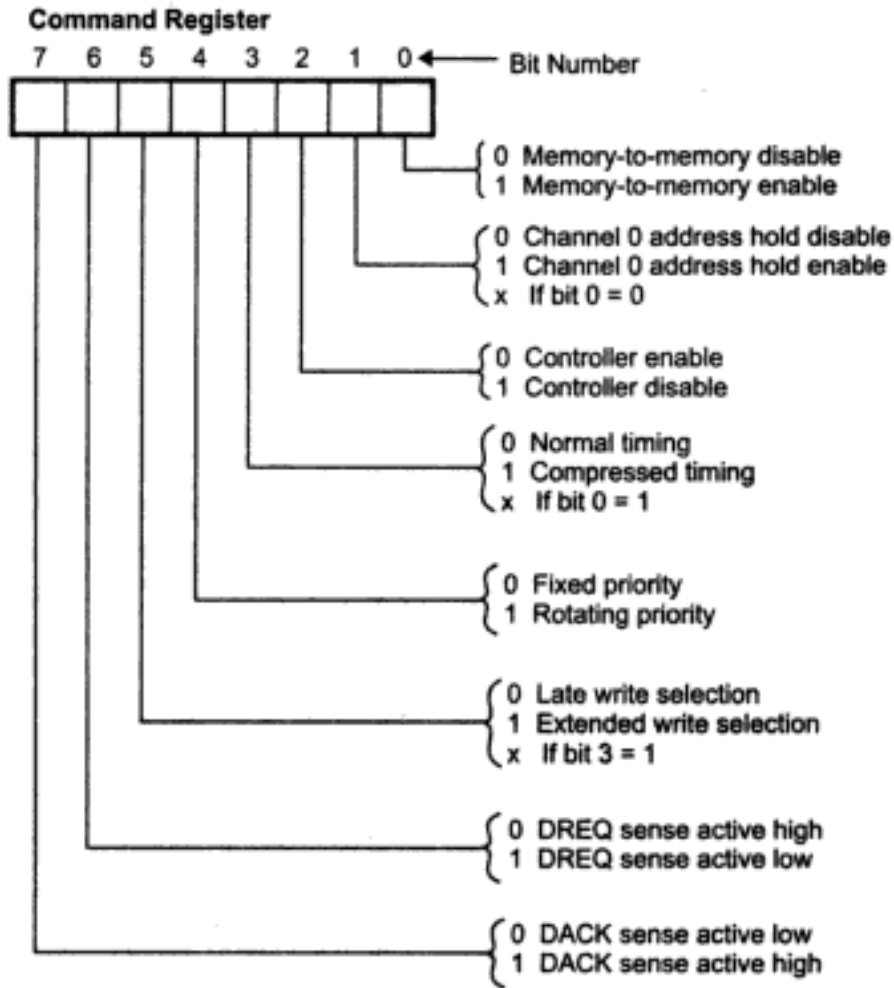 Command Register
7 6 5 4 3 2 1 0 Bit Number
0 Memory-to-memory disable
1 Memory-to-memory enable
0 Channel 0 address hold disable
1 Channel 0 address hold enable
x If bit 0 = 0
0 Controller enable
1 Controller disable
0 Normal timing
1 Compressed timing
x If bit 0 = 1
0 Fixed priority
1 Rotating priority
0 Late write selection
1 Extended write selection
x If bit 3 = 1
0 DREQ sense active high
1 DREQ sense active low
0 DACK sense active low
1 DACK sense active high